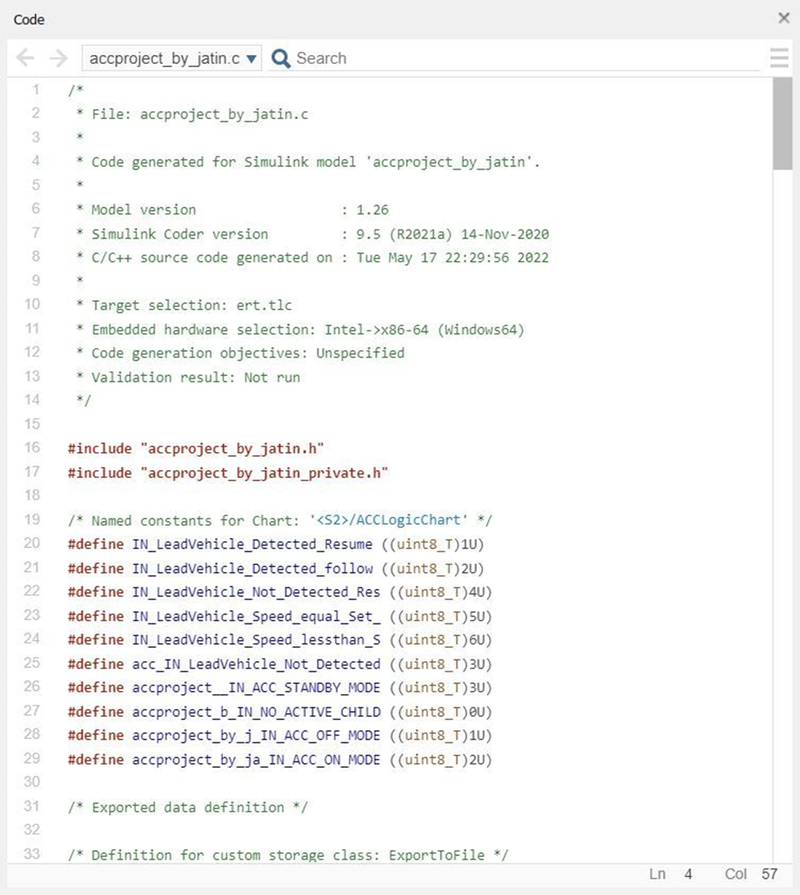 Code
accproject_by_jatin.c
Search
1 /*
2 * File: accproject_by_jatin.c
3 *
4 * Code generated for Simulink model 'accproject_by_jatin'.
5 *
6 * Model version : 1.26
7 * Simulink Coder version : 9.5 (R2021a) 14-Nov-2020
8 * C/C++ source code generated on : Tue May 17 22:29:56 2022
9 *
10 * Target selection: ert.tlc
11 * Embedded hardware selection: Intel->x86-64 (Windows64)
12 * Code generation objectives: Unspecified
13 * Validation result: Not run
14 */
15
16 #include "accproject_by_jatin.h"
17 #include "accproject_by_jatin_private.h"
18
19 /* Named constants for Chart: '<S2>/ACCLogicChart' */
20 #define IN_LeadVehicle_Detected_Resume ((uint8_T)1U)
21 #define IN_LeadVehicle_Detected_follow ((uint8_T)2U)
22 #define IN_LeadVehicle_Not_Detected_Res ((uint8_T)4U)
23 #define IN_LeadVehicle_Speed_equal_Set_ ((uint8_T)5U)
24 #define IN_LeadVehicle_Speed_lessthan_S ((uint8_T)6U)
25 #define acc_IN_LeadVehicle_Not_Detected ((uint8_T)3U)
26 #define accproject__IN_ACC_STANDBY_MODE ((uint8_T)3U)
27 #define accproject_b_IN_NO_ACTIVE_CHILD ((uint8_T)0U)
28 #define accproject_by_j_IN_ACC_OFF_MODE ((uint8_T)1U)
29 #define accproject_by_ja_IN_ACC_ON_MODE ((uint8_T)2U)
30
31 /* Exported data definition */
32
33 /* Definition for custom storage class: ExportToFile */
Ln 4 Col 57